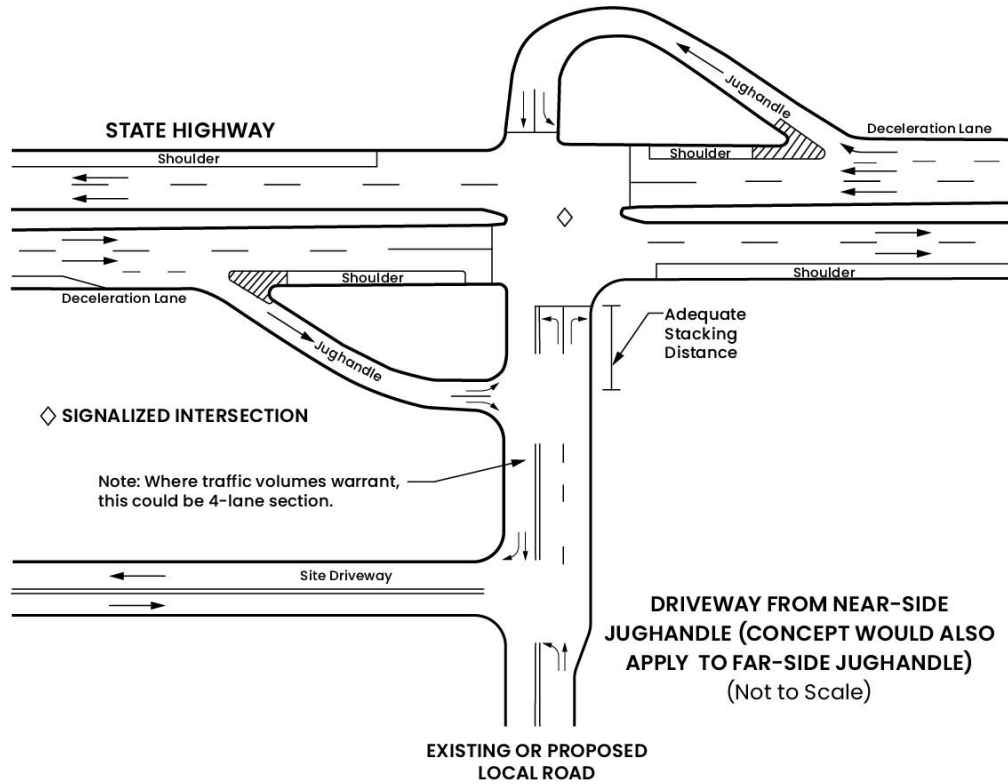 Jughandle
STATE HIGHWAY
Deceleration Lane
Shoulder
Shoulder
Shoulder
Shoulder
Deceleration Lane
Adequate
Stacking
Distance
Jughandle
◇ SIGNALIZED INTERSECTION
Note: Where traffic volumes warrant,
this could be 4-lane section.
Site Driveway
DRIVEWAY FROM NEAR-SIDE
JUGHANDLE (CONCEPT WOULD ALSO
APPLY TO FAR-SIDE JUGHANDLE)
(Not to Scale)
EXISTING OR PROPOSED
LOCAL ROAD